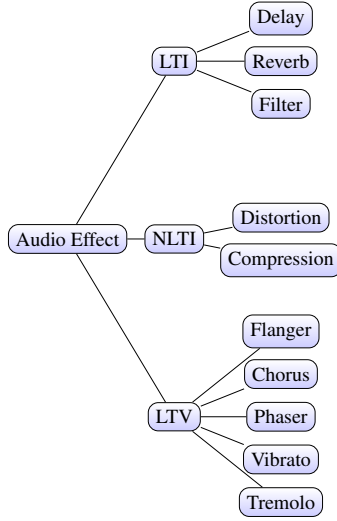 Delay
LTI
Reverb
Filter
Distortion
Audio Effect
NLTI
Compression
Flanger
Chorus
LTV
Phaser
Vibrato
Tremolo